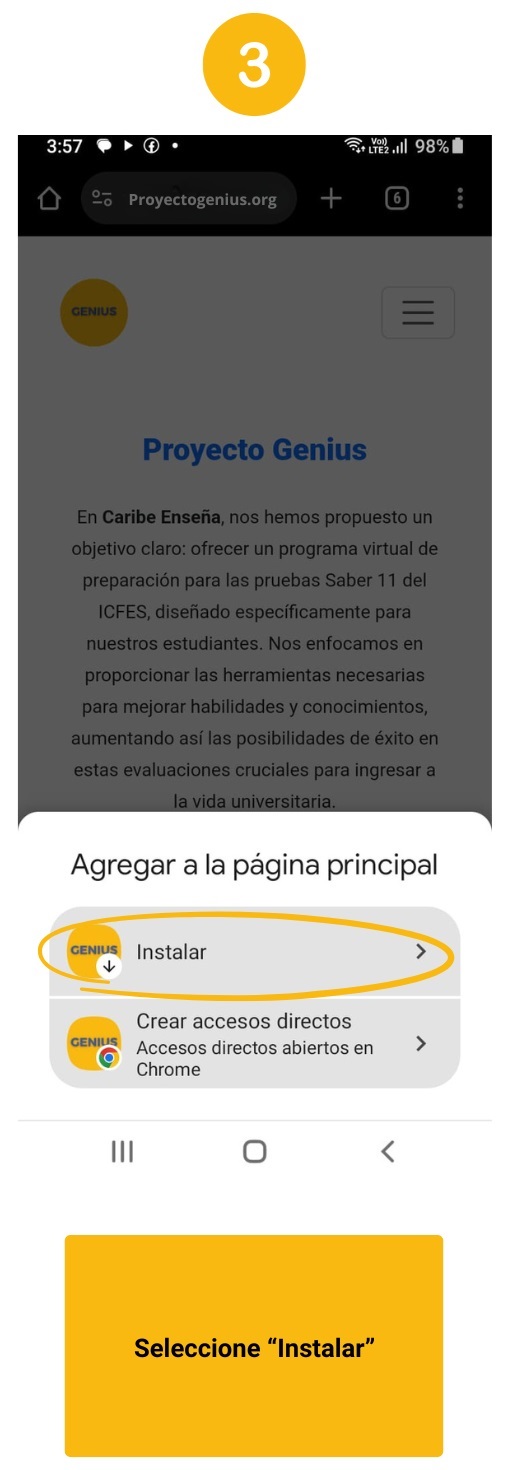 3
3:57
Vo))
LTE2
98%
Proyectogenius.org
6
GENIUS
Proyecto Genius
En Caribe Enseña, nos hemos propuesto un
objetivo claro: ofrecer un programa virtual de
preparación para las pruebas Saber 11 del
ICFES, diseñado específicamente para
nuestros estudiantes. Nos enfocamos en
proporcionar las herramientas necesarias
para mejorar habilidades y conocimientos,
aumentando así las posibilidades de éxito en
estas evaluaciones cruciales para ingresar a
la vida universitaria.
Agregar a la página principal
GENIUS
Instalar
GENIUS
Crear accesos directos
Accesos directos abiertos en
Chrome
Seleccione “Instalar”